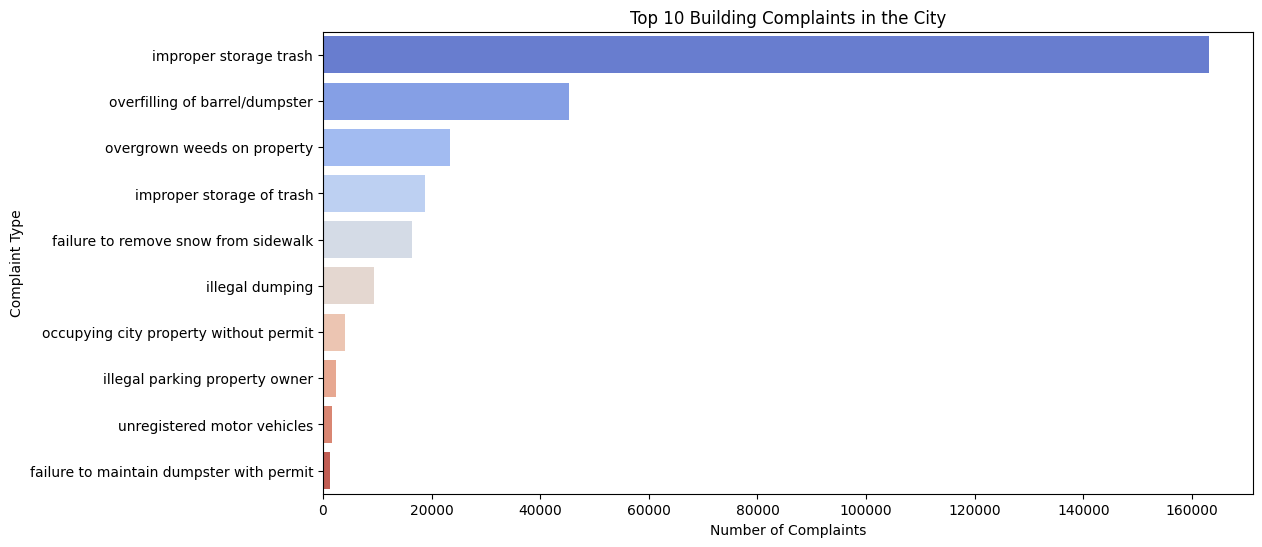 Top 10 Building Complaints in the City
Complaint Type
improper storage trash
overfilling of barrel/dumpster
overgrown weeds on property
improper storage of trash
failure to remove snow from sidewalk
illegal dumping
occupying city property without permit
illegal parking property owner
unregistered motor vehicles
failure to maintain dumpster with permit
0 20000 40000 60000 80000 100000 120000 140000 160000
Number of Complaints